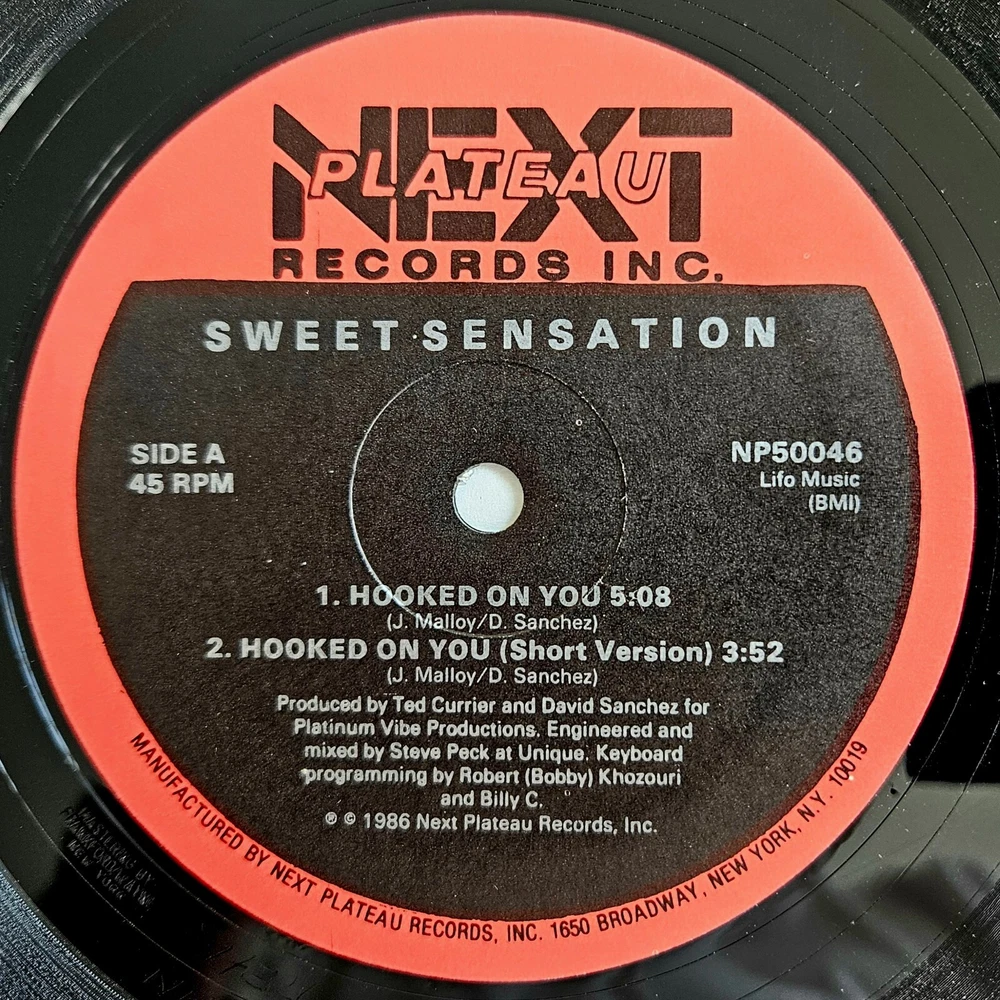 NEXT
PLATEAU
RECORDS INC.
SWEET SENSATION
SIDE A
45 RPM
NP50046
Lifo Music
(BMI)
1. HOOKED ON YOU 5:08
(J. Malloy/D. Sanchez)
2. HOOKED ON YOU (Short Version) 3:52
(J. Malloy/D. Sanchez)
Produced by Ted Currier and David Sanchez for
Platinum Vibe Productions. Engineered and
mixed by Steve Peck at Unique. Keyboard
programming by Robert (Bobby) Khozouri
and Billy C.
℗ © 1986 Next Plateau Records, Inc.
MANUFACTURED BY NEXT PLATEAU RECORDS, INC. 1650 BROADWAY, NEW YORK, N.Y. 10019